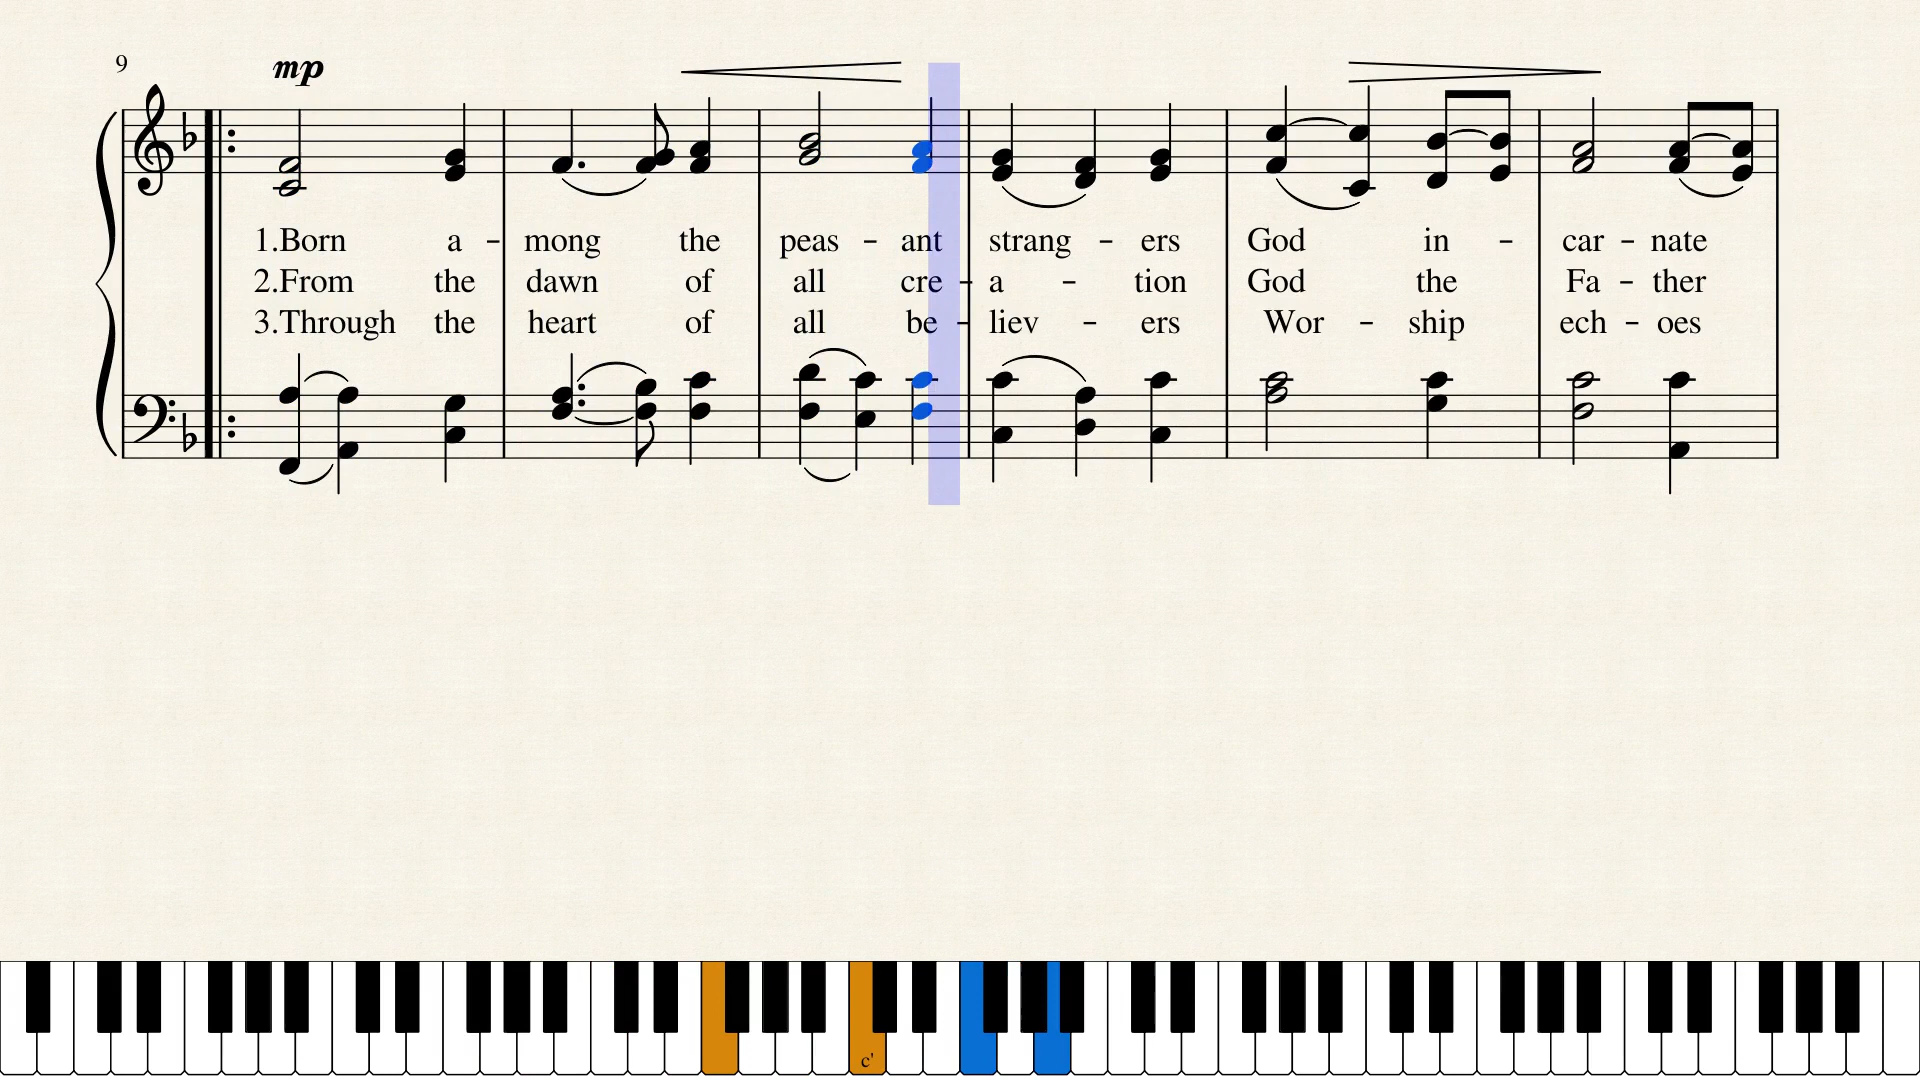 9
mp
1.Born a - mong the peas - ant strang - ers God in - car - nate
2.From the dawn of all cre - a - tion God the Fa - ther
3.Through the heart of all be - liev - ers Wor - ship ech - oes
c'